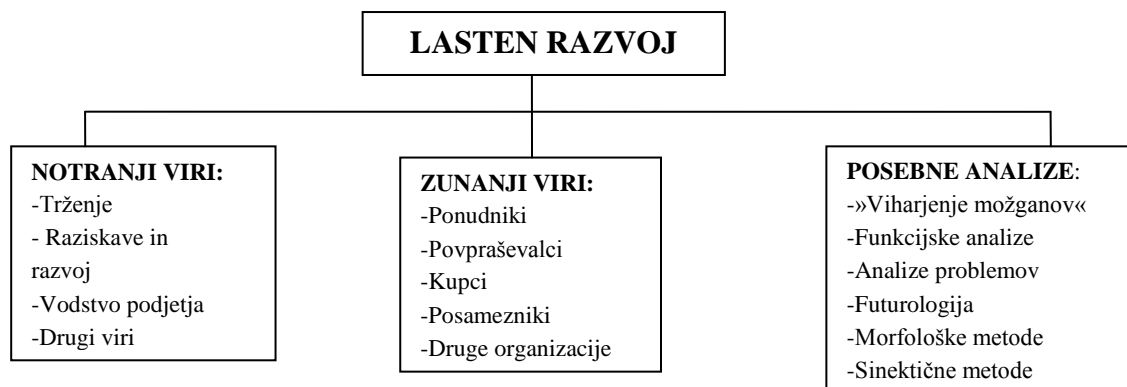 LASTEN RAZVOJ
NOTRANJI VIRI:
-Trženje
- Raziskave in
razvoj
-Vodstvo podjetja
-Drugi viri
ZUNANJI VIRI:
-Ponudniki
-Povpraševalci
-Kupci
-Posamezniki
-Druge organizacije
POSEBNE ANALIZE:
-»Viharjenje možganov«
-Funkcijske analize
-Analize problemov
-Futurologija
-Morfološke metode
-Sinektične metode